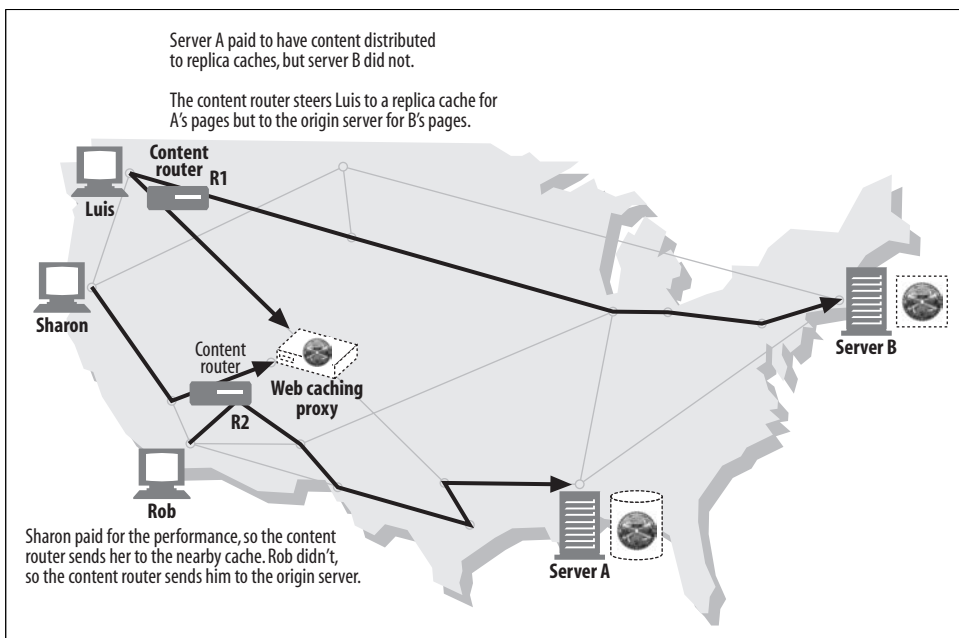 Server A paid to have content distributed
to replica caches, but server B did not.
The content router steers Luis to a replica cache for
A's pages but to the origin server for B's pages.
Content
router
R1
Luis
Sharon
Content
router
R2
Web caching
proxy
Server B
Rob
Server A
Sharon paid for the performance, so the content
router sends her to the nearby cache. Rob didn't,
so the content router sends him to the origin server.